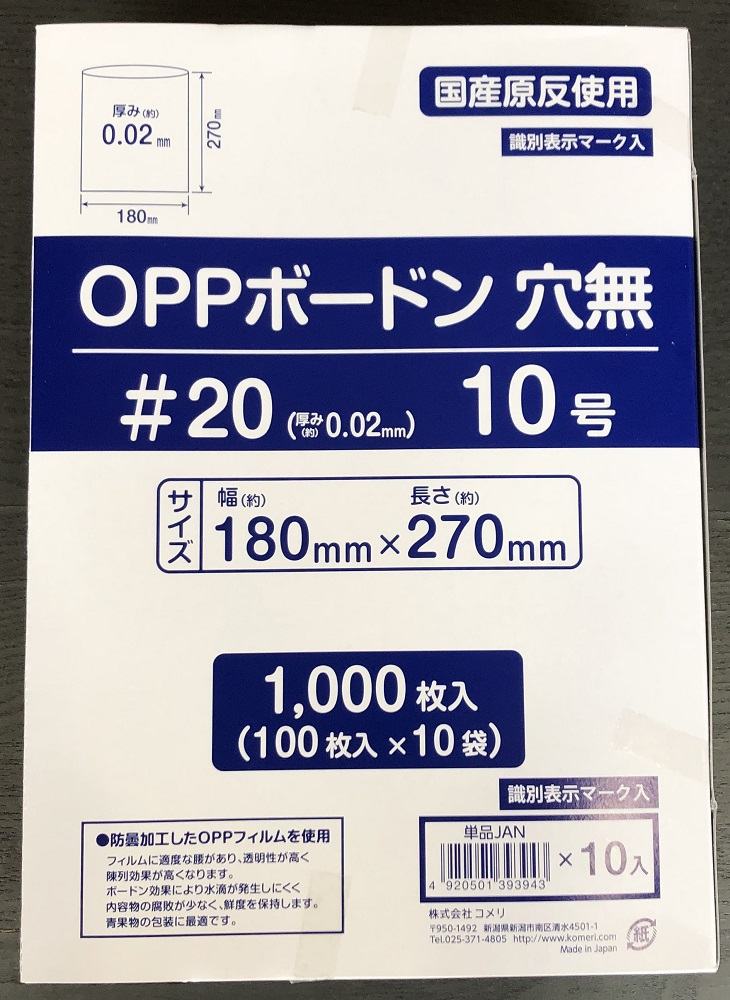 厚み(約)
0.02mm
270mm
180mm
国産原反使用
識別表示マーク入
OPPボードン 穴無
#20 (厚み(約)0.02mm) 10号
サイズ
幅(約) 長さ(約)
180mm×270mm
1,000枚入
(100枚入×10袋)
識別表示マーク入
●防曇加工したOPPフィルムを使用
フィルムに適度な腰があり、透明性が高く
陳列効果が高くなります。
ボードン効果により水滴が発生しにくく
内容物の腐敗が少なく、鮮度を保持します。
青果物の包装に最適です。
単品JAN
×10入
4 920501 393943
株式会社 コメリ
〒950-1492 新潟県新潟市南区清水4501-1
Tel.025-371-4805 http://www.komeri.com
Made in Japan
紙